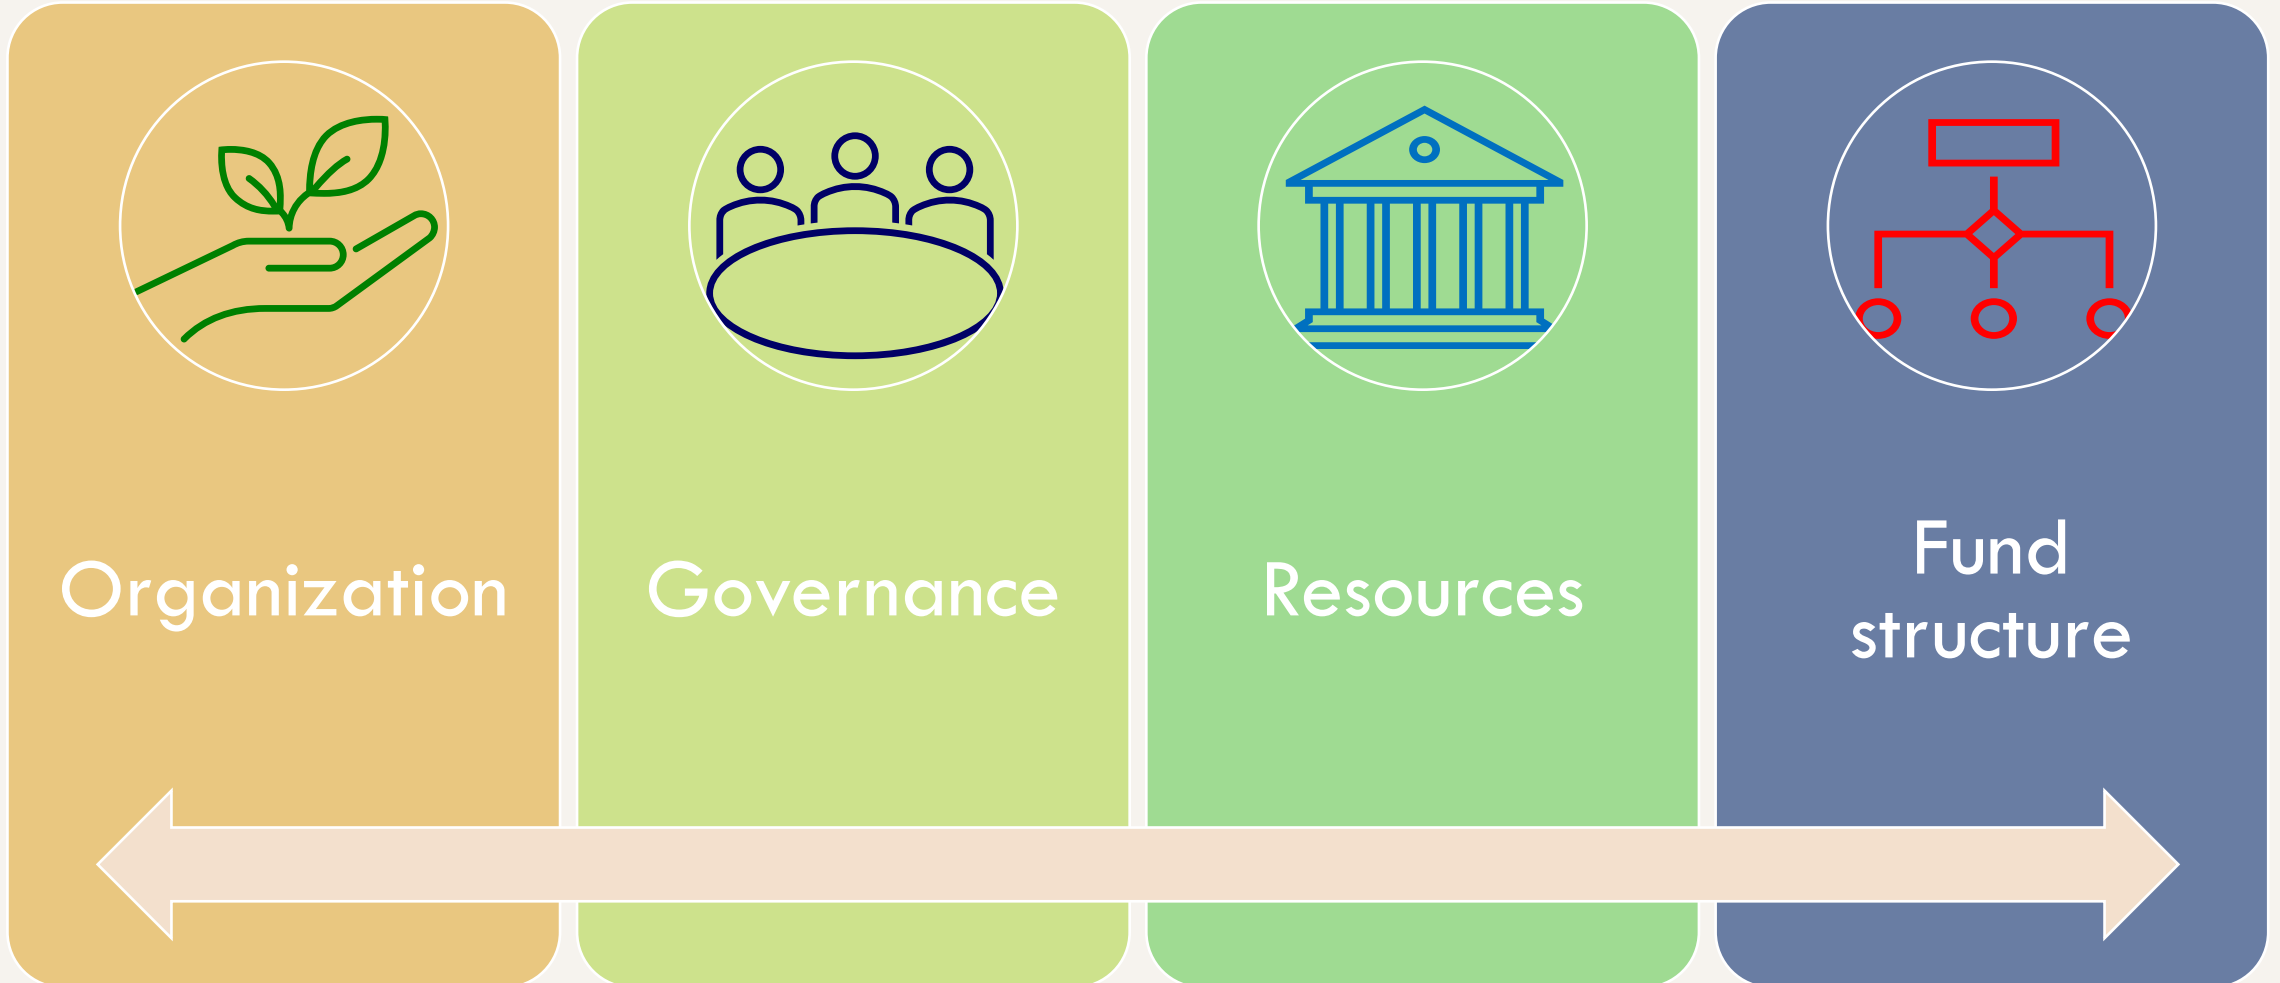 Organization
Governance
Resources
Fund
structure